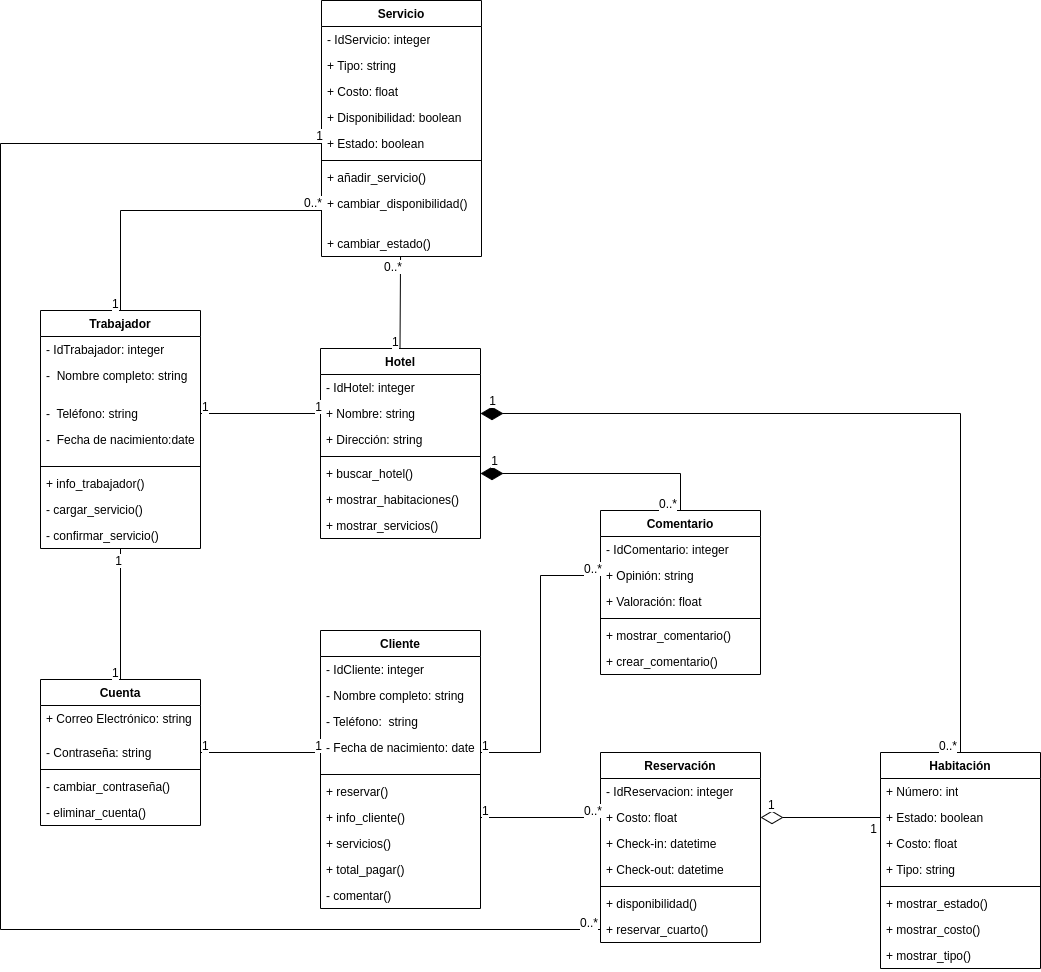 Servicio
- IdServicio: integer
+ Tipo: string
+ Costo: float
+ Disponibilidad: boolean
+ Estado: boolean
+ añadir_servicio()
+ cambiar_disponibilidad()
+ cambiar_estado()
1
0..*
0..*
1
1
Trabajador
- IdTrabajador: integer
- Nombre completo: string
- Teléfono: string
- Fecha de nacimiento:date
+ info_trabajador()
- cargar_servicio()
- confirmar_servicio()
1
1
Hotel
- IdHotel: integer
+ Nombre: string
+ Dirección: string
+ buscar_hotel()
+ mostrar_habitaciones()
+ mostrar_servicios()
1
1
0..*
Comentario
- IdComentario: integer
+ Opinión: string
+ Valoración: float
+ mostrar_comentario()
+ crear_comentario()
0..*
1
1
Cuenta
+ Correo Electrónico: string
- Contraseña: string
- cambiar_contraseña()
- eliminar_cuenta()
1
1
Cliente
- IdCliente: integer
- Nombre completo: string
- Teléfono: string
- Fecha de nacimiento: date
+ reservar()
+ info_cliente()
+ servicios()
+ total_pagar()
- comentar()
1
1
0..*
0..*
Reservación
- IdReservacion: integer
+ Costo: float
+ Check-in: datetime
+ Check-out: datetime
+ disponibilidad()
+ reservar_cuarto()
1
1
0..*
Habitación
+ Número: int
+ Estado: boolean
+ Costo: float
+ Tipo: string
+ mostrar_estado()
+ mostrar_costo()
+ mostrar_tipo()